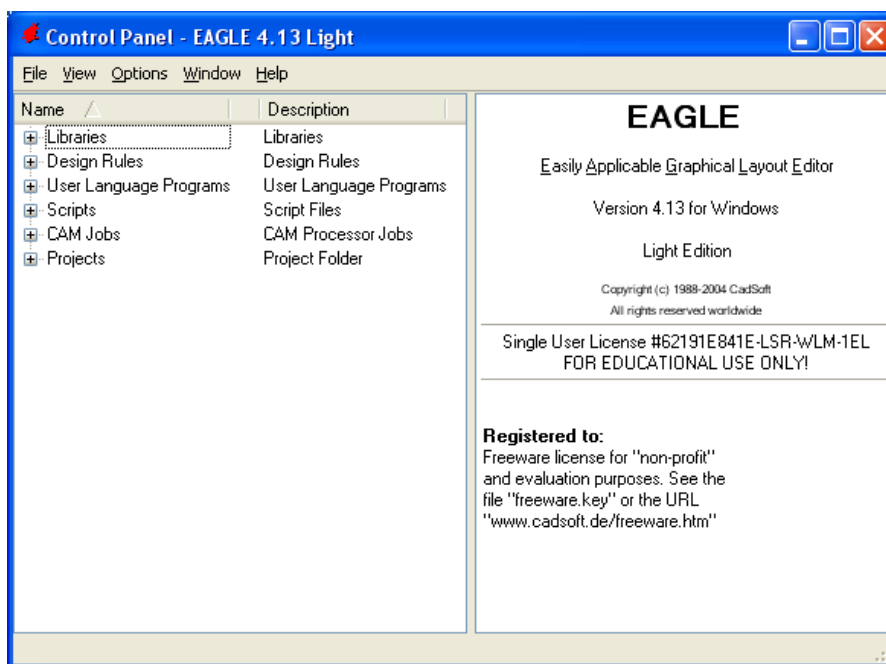 Control Panel - EAGLE 4.13 Light
File View Options Window Help
Name Description
Libraries Libraries
Design Rules Design Rules
User Language Programs User Language Programs
Scripts Script Files
CAM Jobs CAM Processor Jobs
Projects Project Folder
EAGLE
Easily Applicable Graphical Layout Editor
Version 4.13 for Windows
Light Edition
Copyright (c) 1988-2004 CadSoft
All rights reserved worldwide
Single User License #62191E841E-LSR-WLM-1EL
FOR EDUCATIONAL USE ONLY!
Registered to:
Freeware license for "non-profit"
and evaluation purposes. See the
file "freeware.key" or the URL
"www.cadsoft.de/freeware.htm"